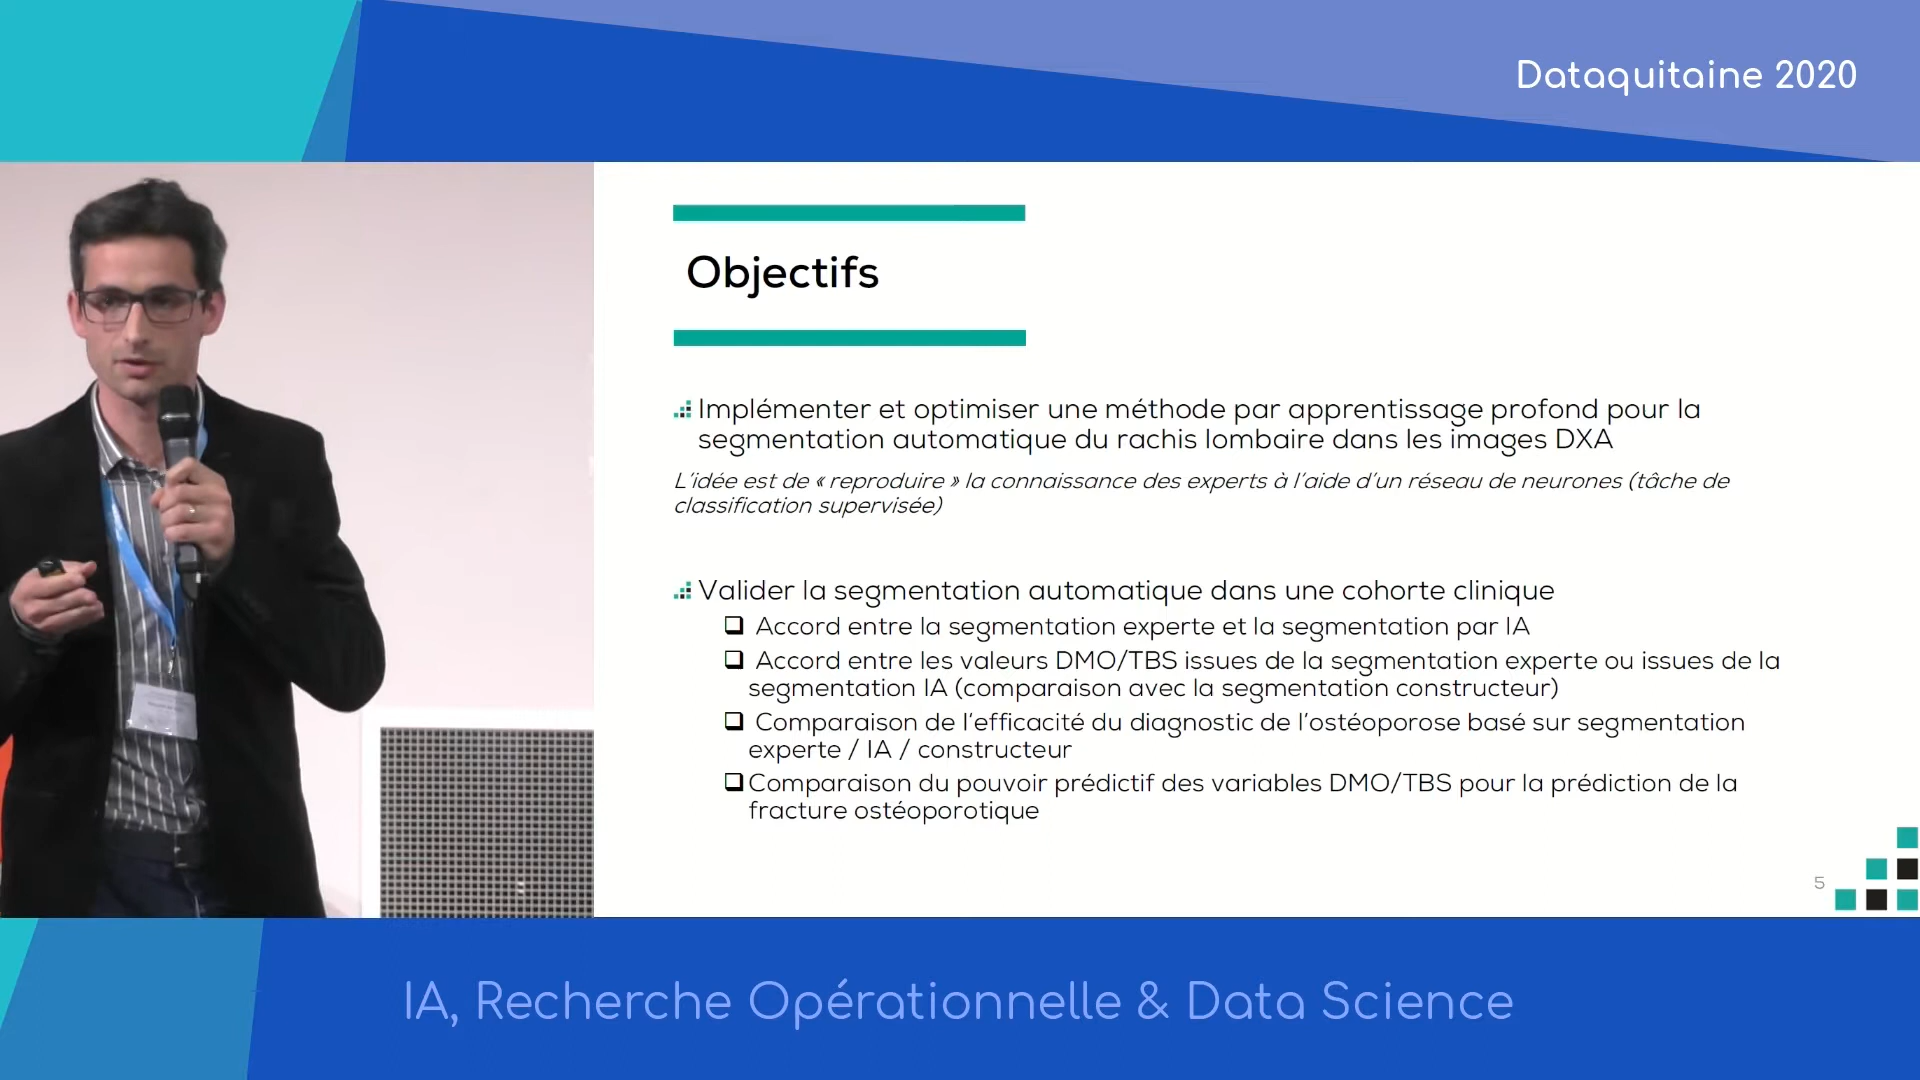 Dataquitaine 2020
Objectifs
Implémenter et optimiser une méthode par apprentissage profond pour la
segmentation automatique du rachis lombaire dans les images DXA
L'idée est de « reproduire » la connaissance des experts à l'aide d'un réseau de neurones (tâche de
classification supervisée)
Valider la segmentation automatique dans une cohorte clinique
Accord entre la segmentation experte et la segmentation par IA
Accord entre les valeurs DMO/TBS issues de la segmentation experte ou issues de la
segmentation IA (comparaison avec la segmentation constructeur)
Comparaison de l'efficacité du diagnostic de l'ostéoporose basé sur segmentation
experte / IA / constructeur
Comparaison du pouvoir prédictif des variables DMO/TBS pour la prédiction de la
fracture ostéoporotique
5
IA, Recherche Opérationnelle & Data Science